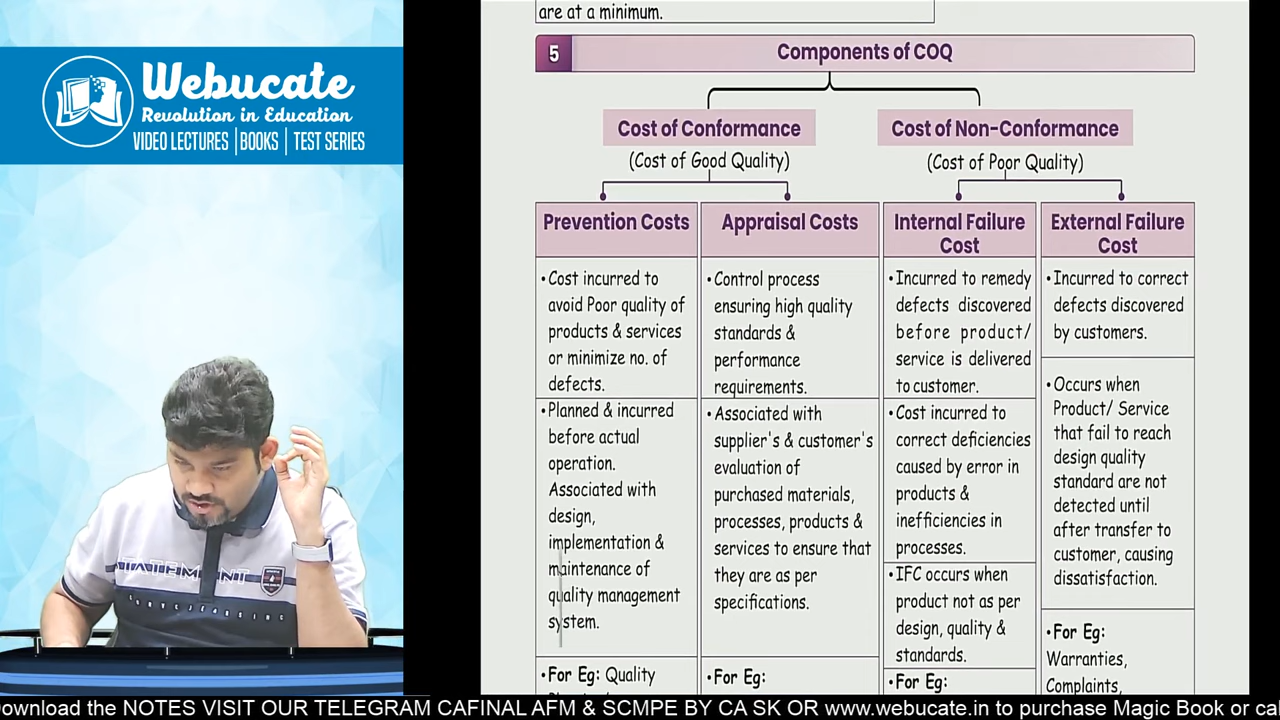 Webucate
Revolution in Education
VIDEO LECTURES | BOOKS | TEST SERIES
are at a minimum.
5 Components of COQ
Cost of Conformance
(Cost of Good Quality)
Cost of Non-Conformance
(Cost of Poor Quality)
Prevention Costs
• Cost incurred to
avoid Poor quality of
products & services
or minimize no. of
defects.
• Planned & incurred
before actual
operation.
Associated with
design,
implementation &
maintenance of
quality management
system.
• For Eg: Quality
Appraisal Costs
• Control process
ensuring high quality
standards &
performance
requirements.
• Associated with
supplier's & customer's
evaluation of
purchased materials,
processes, products &
services to ensure that
they are as per
specifications.
• For Eg:
Internal Failure
Cost
• Incurred to remedy
defects discovered
before product/
service is delivered
to customer.
• Cost incurred to
correct deficiencies
caused by error in
products &
inefficiencies in
processes.
• IFC occurs when
product not as per
design, quality &
standards.
• For Eg:
External Failure
Cost
• Incurred to correct
defects discovered
by customers.
• Occurs when
Product/ Service
that fail to reach
design quality
standard are not
detected until
after transfer to
customer, causing
dissatisfaction.
• For Eg:
Warranties,
Complaints,
ownload the NOTES VISIT OUR TELEGRAM CAFINAL AFM & SCMPE BY CA SK OR www.webucate.in to purchase Magic Book or ca